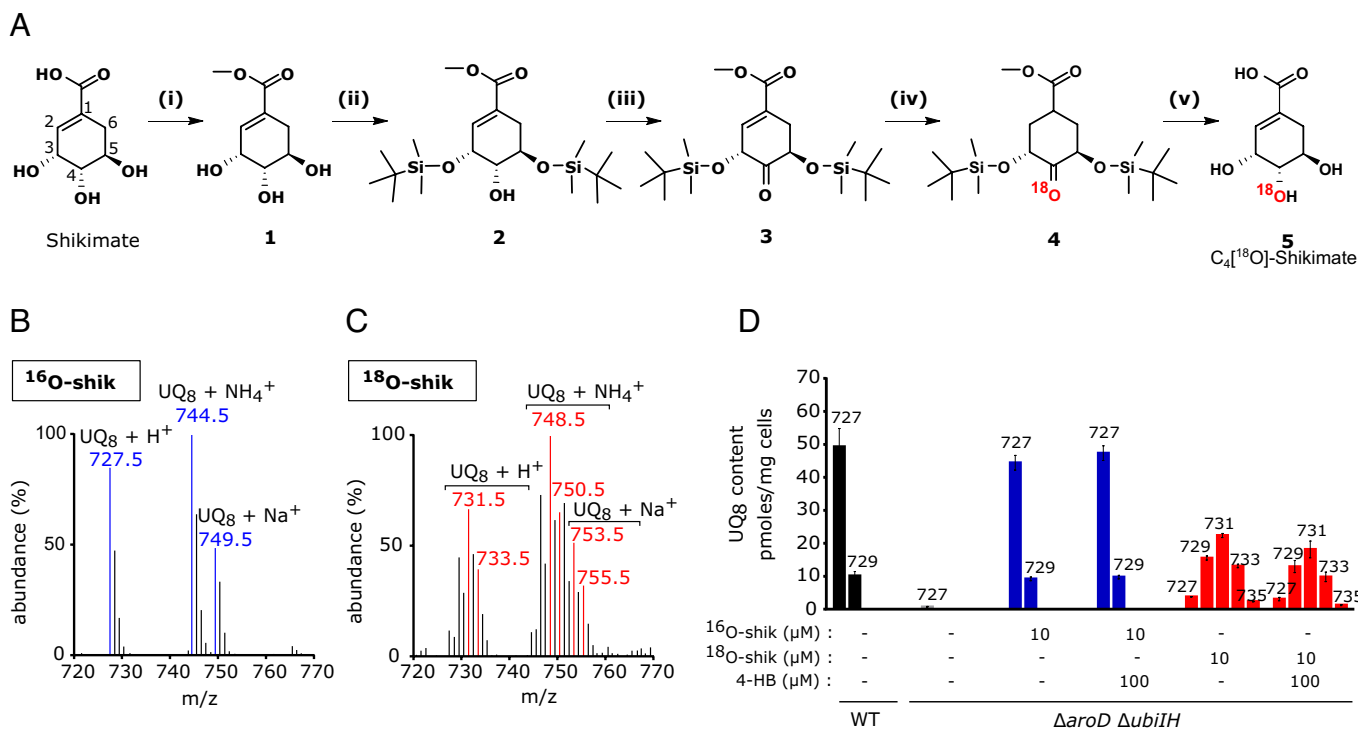 A
HO O
1
2
6
3
5
4
HO
OH
OH
Shikimate
(i)
O O
HO
OH
OH
1
(ii)
O O
Si O
O Si
OH
2
(iii)
O O
Si O
O Si
O
3
(iv)
O O
Si O
O Si
18O
4
(v)
HO O
HO
OH
18OH
5
C4[18O]-Shikimate
B
16O-shik
UQ8 + NH4+
744.5
UQ8 + H+
727.5
UQ8 + Na+
749.5
abundance (%)
100
50
0
720 730 740 750 760 770
m/z
C
18O-shik
UQ8 + NH4+
748.5
UQ8 + H+
731.5
750.5
UQ8 + Na+
733.5
753.5
755.5
abundance (%)
100
50
0
720 730 740 750 760 770
m/z
D
UQ8 content
pmoles/mg cells
70
60
50
40
30
20
10
0
727 729
727
727 729
727 729
727 729 731 733 735
727 729 731 733 735
16O-shik (μM) : - - 10 10 - -
18O-shik (μM) : - - - - 10 10
4-HB (μM) : - - - 100 - 100
WT
ΔaroD ΔubiIH